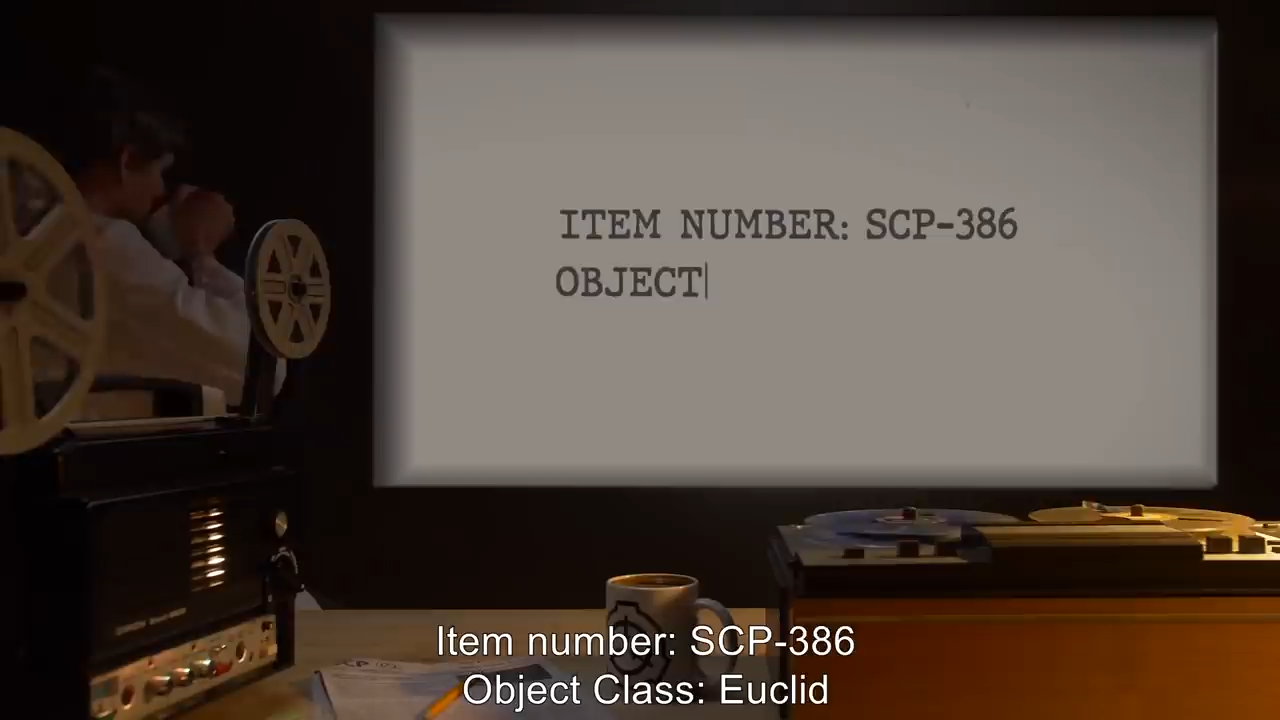 ITEM NUMBER: SCP-386
OBJECT
Item number: SCP-386
Object Class: Euclid